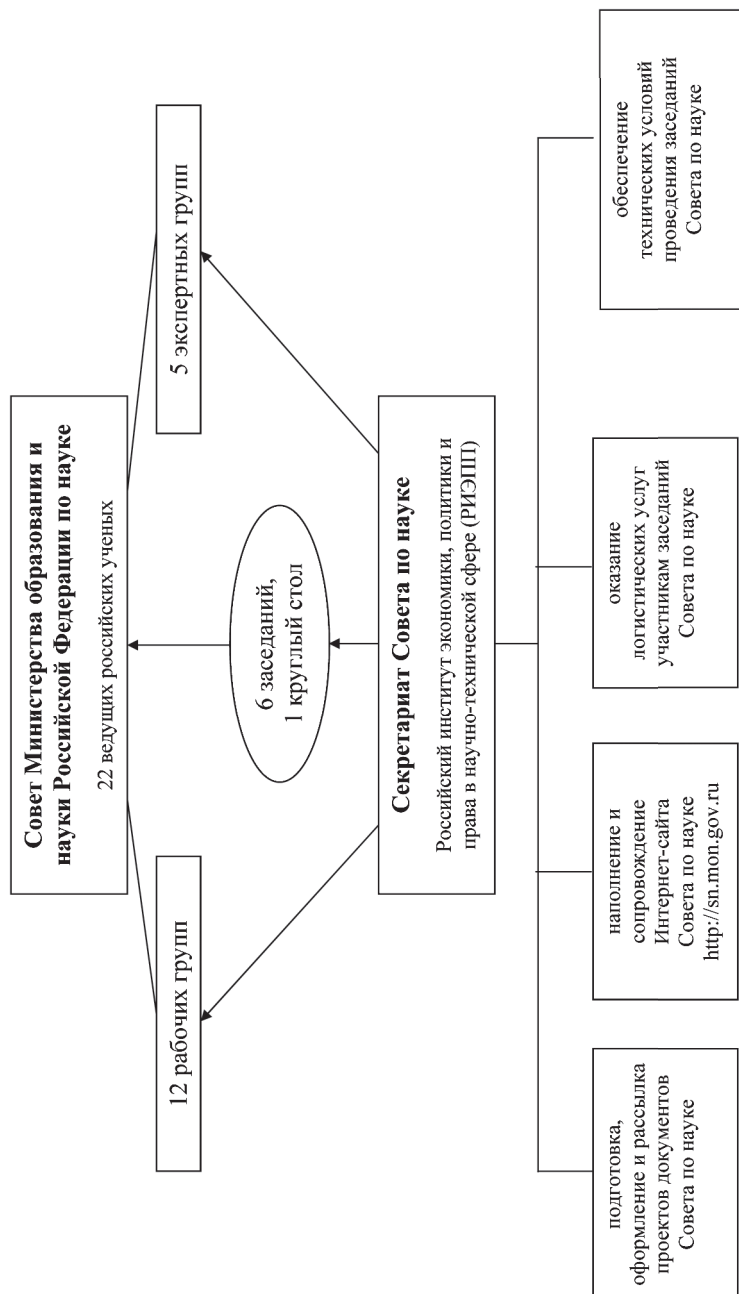 Совет Министерства образования и
науки Российской Федерации по науке
22 ведущих российских ученых
12 рабочих групп
5 экспертных групп
6 заседаний,
1 круглый стол
Секретариат Совета по науке
Российский институт экономики, политики и
права в научно-технической сфере (РИЭПП)
подготовка,
оформление и рассылка
проектов документов
Совета по науке
наполнение и
сопровождение
Интернет-сайта
Совета по науке
http://sn.mon.gov.ru
оказание
логистических услуг
участникам заседаний
Совета по науке
обеспечение
технических условий
проведения заседаний
Совета по науке